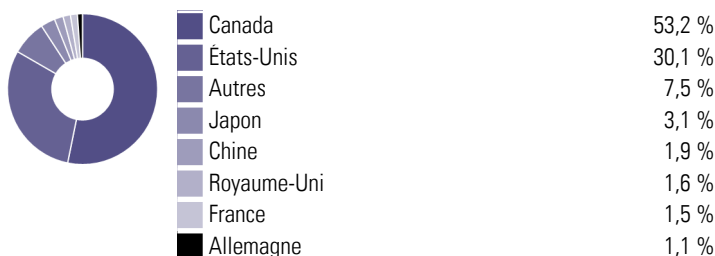 Canada 53,2 %
États-Unis 30,1 %
Autres 7,5 %
Japon 3,1 %
Chine 1,9 %
Royaume-Uni 1,6 %
France 1,5 %
Allemagne 1,1 %